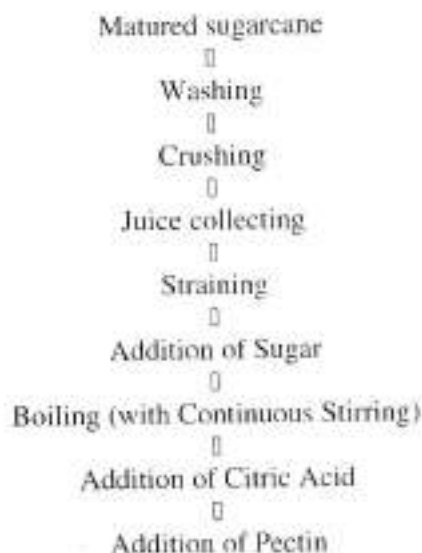 Matured sugarcane
▯
Washing
▯
Crushing
▯
Juice collecting
▯
Straining
▯
Addition of Sugar
▯
Boiling (with Continuous Stirring)
▯
Addition of Citric Acid
▯
Addition of Pectin